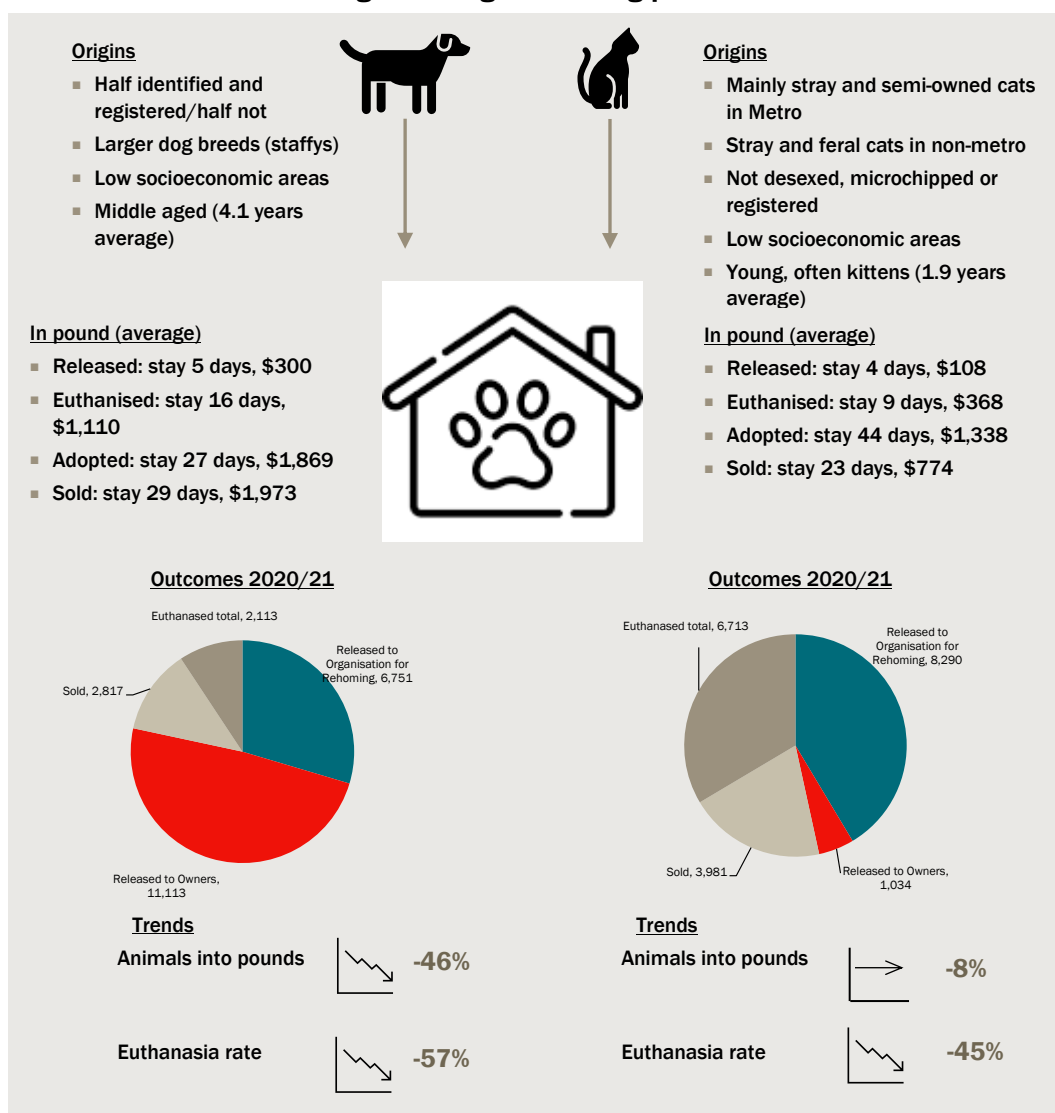 Origins
Half identified and
registered/half not
Larger dog breeds (staffys)
Low socioeconomic areas
Middle aged (4.1 years
average)
Origins
Mainly stray and semi-owned cats
in Metro
Stray and feral cats in non-metro
Not desexed, microchipped or
registered
Low socioeconomic areas
Young, often kittens (1.9 years
average)
In pound (average)
Released: stay 5 days, $300
Euthanised: stay 16 days,
$1,110
Adopted: stay 27 days, $1,869
Sold: stay 29 days, $1,973
In pound (average)
Released: stay 4 days, $108
Euthanised: stay 9 days, $368
Adopted: stay 44 days, $1,338
Sold: stay 23 days, $774
Outcomes 2020/21
Euthanased total, 2,113
Released to
Organisation for
Rehoming, 6,751
Sold, 2,817
Released to Owners,
11,113
Outcomes 2020/21
Euthanased total, 6,713
Released to
Organisation for
Rehoming, 8,290
Sold, 3,981
Released to Owners,
1,034
Trends
Animals into pounds
-46%
Euthanasia rate
-57%
Trends
Animals into pounds
-8%
Euthanasia rate
-45%